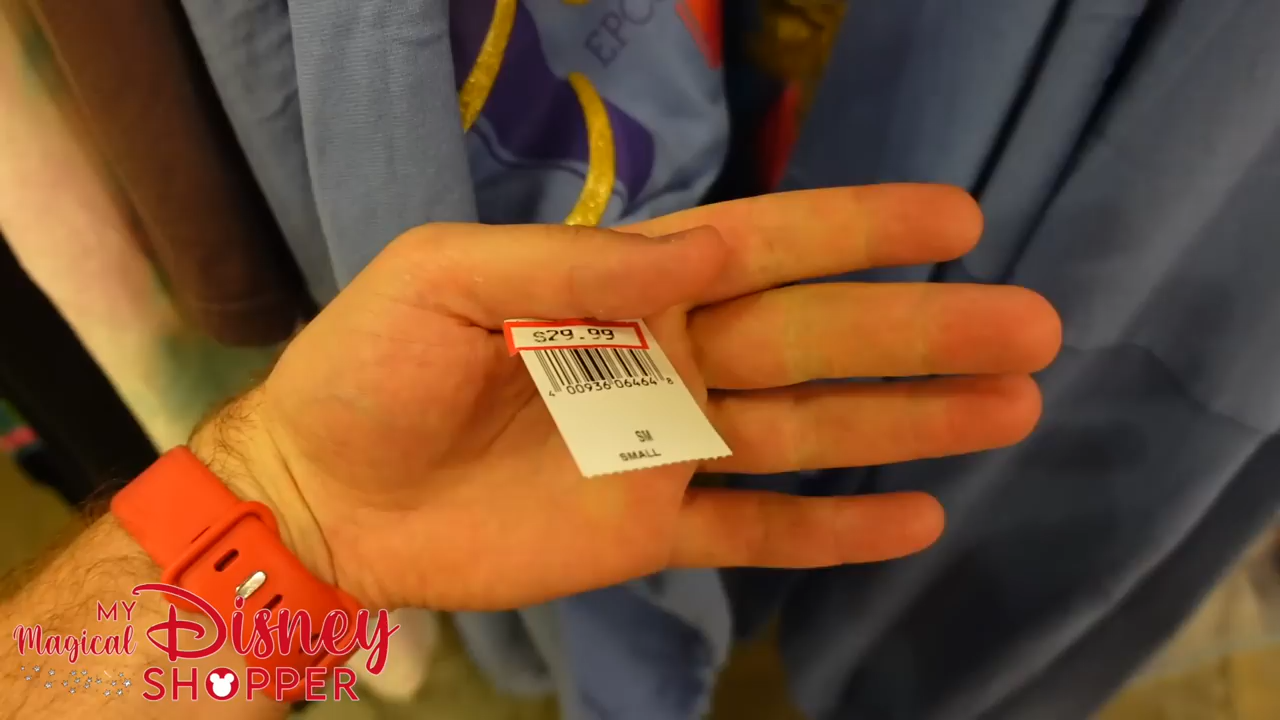 EPC
$29.99
4 00936 06464 8
SM
SMALL
MY
Magical Disney
SHOPPER